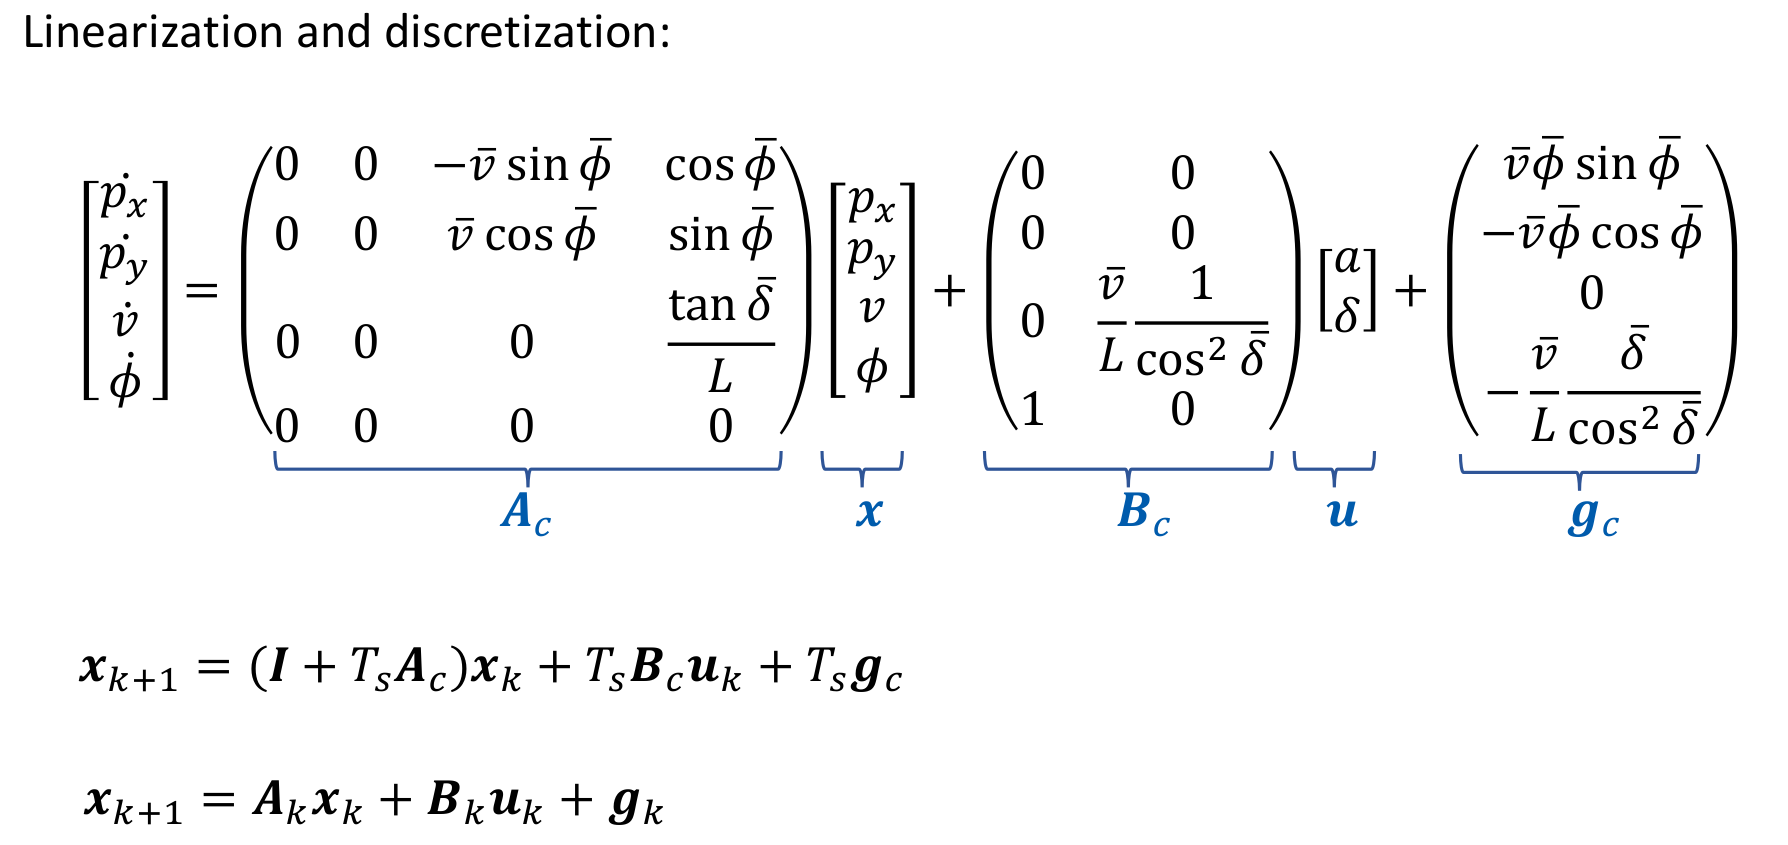 Linearization and discretization:
$$\begin{bmatrix} \dot{p_x} \\ \dot{p_y} \\ \dot{v} \\ \dot{\phi} \end{bmatrix} = \underbrace{\begin{pmatrix} 0 & 0 & -\bar{v}\sin\bar{\phi} & \cos\bar{\phi} \\ 0 & 0 & \bar{v}\cos\bar{\phi} & \sin\bar{\phi} \\ 0 & 0 & 0 & \frac{\tan\bar{\delta}}{L} \\ 0 & 0 & 0 & 0 \end{pmatrix}}_{\boldsymbol{A}_c} \underbrace{\begin{bmatrix} p_x \\ p_y \\ v \\ \phi \end{bmatrix}}_{\boldsymbol{x}} + \underbrace{\begin{pmatrix} 0 & 0 \\ 0 & 0 \\ 0 & \frac{\bar{v}}{L}\frac{1}{\cos^2\bar{\delta}} \\ 1 & 0 \end{pmatrix}}_{\boldsymbol{B}_c} \underbrace{\begin{bmatrix} a \\ \delta \end{bmatrix}}_{\boldsymbol{u}} + \underbrace{\begin{pmatrix} \bar{v}\bar{\phi}\sin\bar{\phi} \\ -\bar{v}\bar{\phi}\cos\bar{\phi} \\ 0 \\ -\frac{\bar{v}}{L}\frac{\bar{\delta}}{\cos^2\bar{\delta}} \end{pmatrix}}_{\boldsymbol{g}_c}$$
$$\boldsymbol{x}_{k+1} = (\boldsymbol{I} + T_s\boldsymbol{A}_c)\boldsymbol{x}_k + T_s\boldsymbol{B}_c\boldsymbol{u}_k + T_s\boldsymbol{g}_c$$
$$\boldsymbol{x}_{k+1} = \boldsymbol{A}_k\boldsymbol{x}_k + \boldsymbol{B}_k\boldsymbol{u}_k + \boldsymbol{g}_k$$